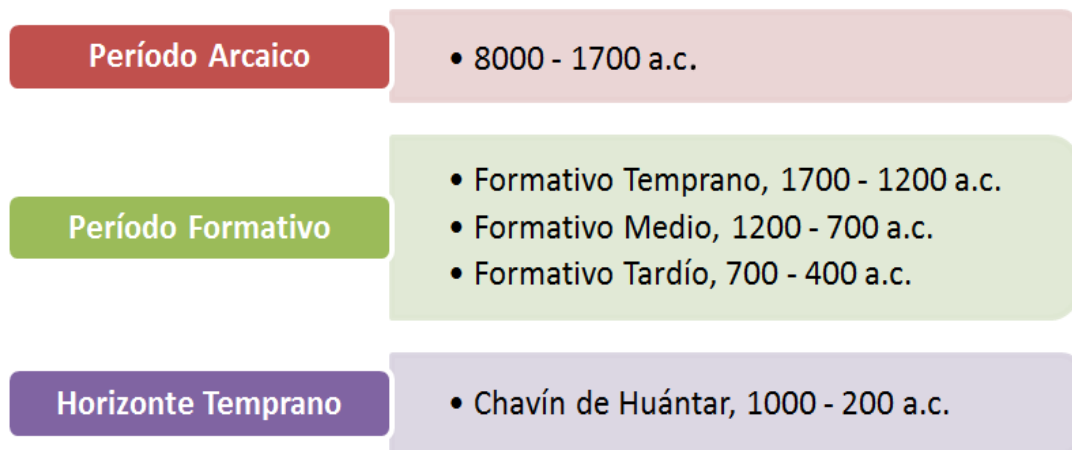 Período Arcaico
• 8000 - 1700 a.c.
Período Formativo
• Formativo Temprano, 1700 - 1200 a.c.
• Formativo Medio, 1200 - 700 a.c.
• Formativo Tardío, 700 - 400 a.c.
Horizonte Temprano
• Chavín de Huántar, 1000 - 200 a.c.